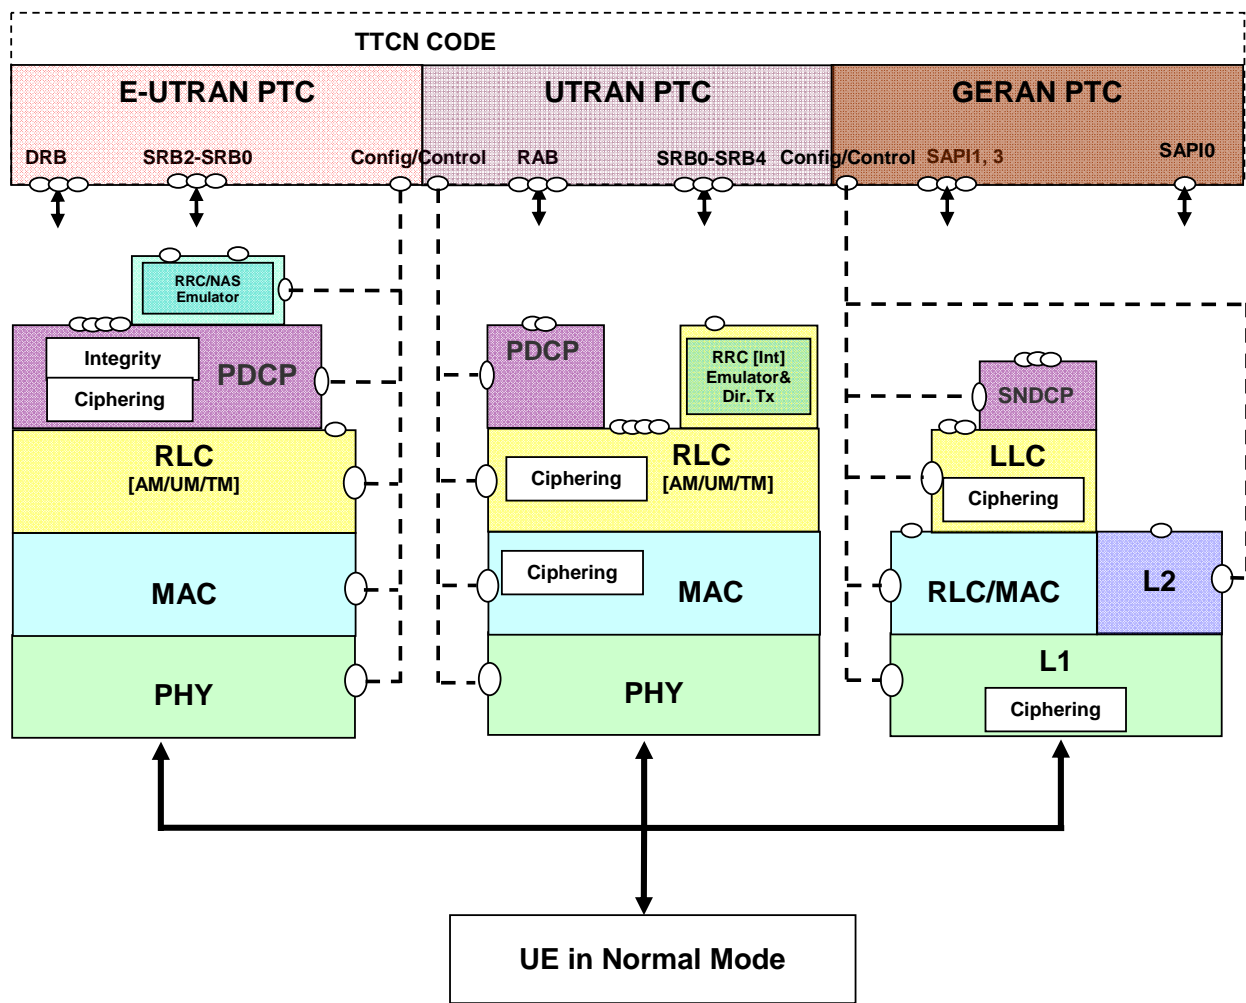 TTCN CODE
E-UTRAN PTC
UTRAN PTC
GERAN PTC
DRB
SRB2-SRB0
Config/Control
RAB
SRB0-SRB4
Config/Control
SAPI1, 3
SAPI0
RRC/NAS
Emulator
Integrity
Ciphering
PDCP
RLC
[AM/UM/TM]
MAC
PHY
PDCP
RRC [Int]
Emulator&
Dir. Tx
Ciphering
RLC
[AM/UM/TM]
Ciphering
MAC
PHY
SNDCP
LLC
Ciphering
RLC/MAC
L2
L1
Ciphering
UE in Normal Mode